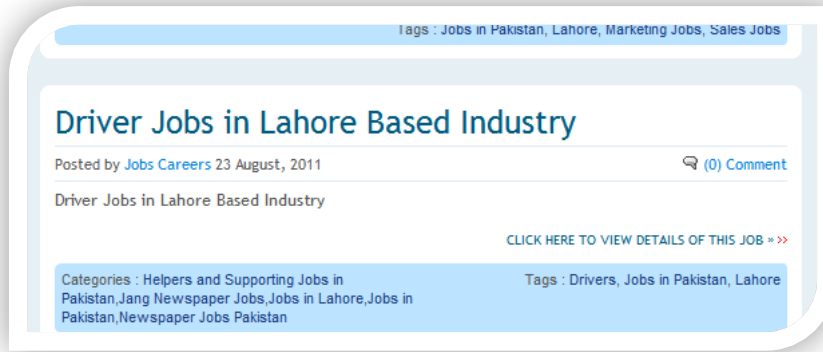 Tags : Jobs in Pakistan, Lahore, Marketing Jobs, Sales Jobs
Driver Jobs in Lahore Based Industry
Posted by Jobs Careers 23 August, 2011
(0) Comment
Driver Jobs in Lahore Based Industry
CLICK HERE TO VIEW DETAILS OF THIS JOB » >>
Categories : Helpers and Supporting Jobs in
Pakistan,Jang Newspaper Jobs,Jobs in Lahore,Jobs in
Pakistan,Newspaper Jobs Pakistan
Tags : Drivers, Jobs in Pakistan, Lahore